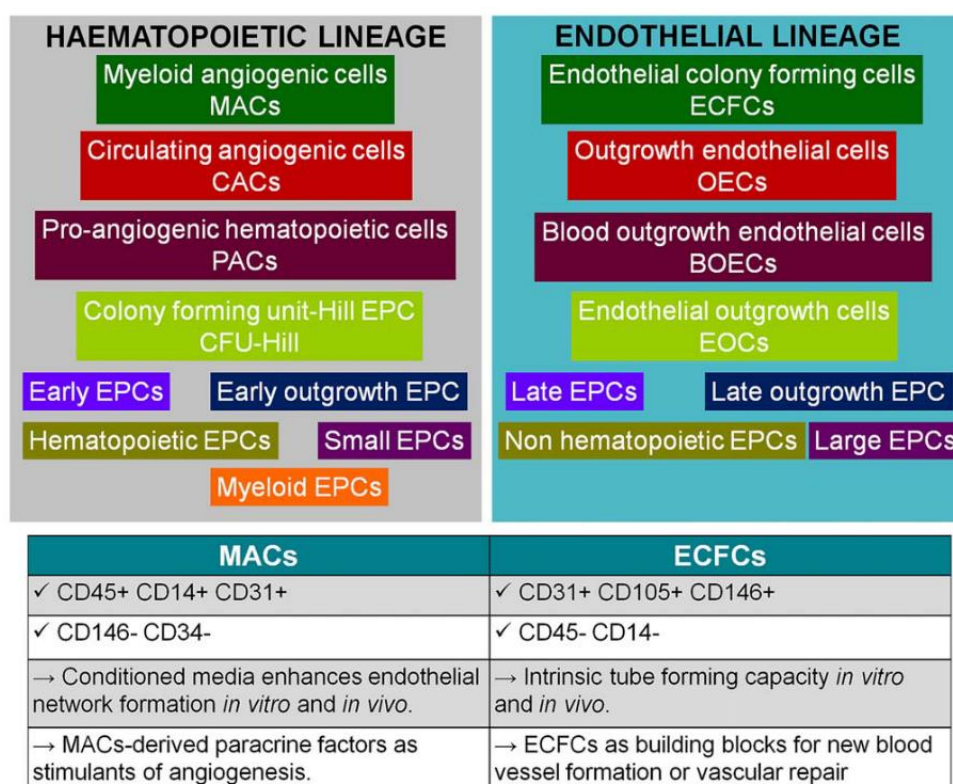 HAEMATOPOIETIC LINEAGE
Myeloid angiogenic cells
MACs
Circulating angiogenic cells
CACs
Pro-angiogenic hematopoietic cells
PACs
Colony forming unit-Hill EPC
CFU-Hill
Early EPCs
Early outgrowth EPC
Hematopoietic EPCs
Small EPCs
Myeloid EPCs
ENDOTHELIAL LINEAGE
Endothelial colony forming cells
ECFCs
Outgrowth endothelial cells
OECs
Blood outgrowth endothelial cells
BOECs
Endothelial outgrowth cells
EOCs
Late EPCs
Late outgrowth EPC
Non hematopoietic EPCs
Large EPCs
MACs
ECFCs
✓ CD45+ CD14+ CD31+
✓ CD31+ CD105+ CD146+
✓ CD146- CD34-
✓ CD45- CD14-
→ Conditioned media enhances endothelial
network formation in vitro and in vivo.
→ Intrinsic tube forming capacity in vitro
and in vivo.
→ MACs-derived paracrine factors as
stimulants of angiogenesis.
→ ECFCs as building blocks for new blood
vessel formation or vascular repair